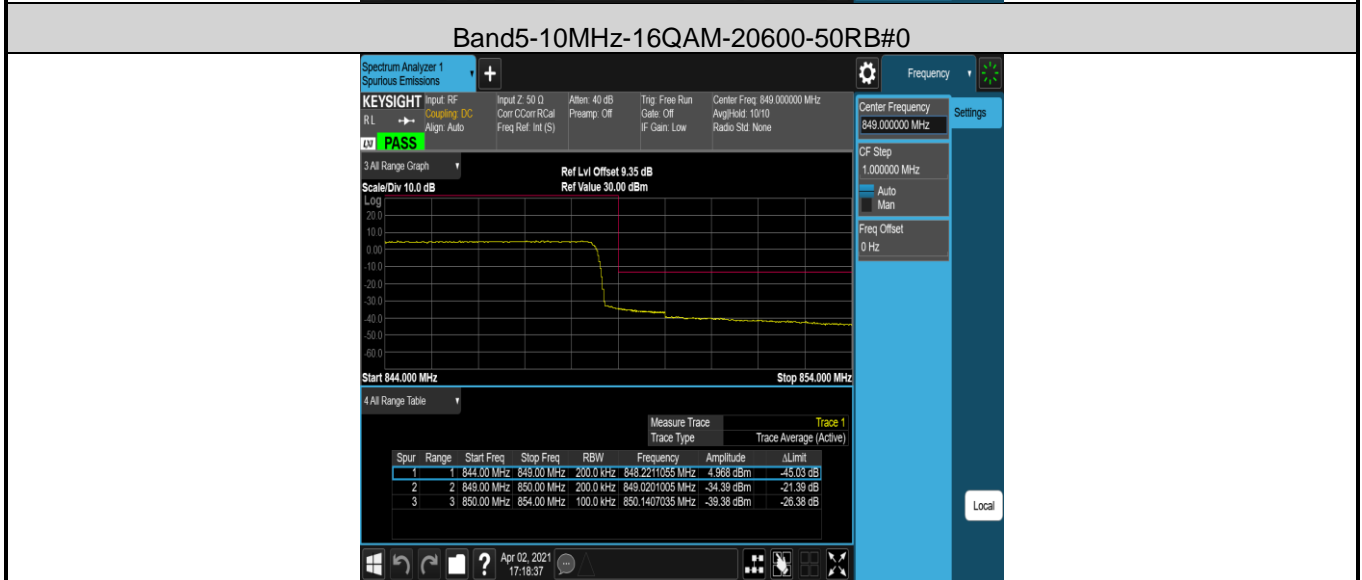 Band5-10MHz-16QAM-20600-50RB#0
Spectrum Analyzer 1
Spurious Emissions
+
Frequency
KEYSIGHT
R L
LXI PASS
Input: RF
Coupling: DC
Align: Auto
Input Z: 50 Ω
Corr CCorr RCal
Freq Ref: Int (S)
Atten: 40 dB
Preamp: Off
Trig: Free Run
Gate: Off
IF Gain: Low
Center Freq: 849.000000 MHz
Avg|Hold: 10/10
Radio Std: None
Center Frequency
849.000000 MHz
Settings
CF Step
1.000000 MHz
Auto
Man
Freq Offset
0 Hz
3 All Range Graph
Ref Lvl Offset 9.35 dB
Scale/Div 10.0 dB
Ref Value 30.00 dBm
Log
20.0
10.0
0.00
-10.0
-20.0
-30.0
-40.0
-50.0
-60.0
Start 844.000 MHz
Stop 854.000 MHz
4 All Range Table
Measure Trace Trace 1
Trace Type Trace Average (Active)
Spur Range Start Freq Stop Freq RBW Frequency Amplitude ΔLimit
1 1 844.00 MHz 849.00 MHz 200.0 kHz 848.2211055 MHz 4.968 dBm -45.03 dB
2 2 849.00 MHz 850.00 MHz 200.0 kHz 849.0201005 MHz -34.39 dBm -21.39 dB
3 3 850.00 MHz 854.00 MHz 100.0 kHz 850.1407035 MHz -39.38 dBm -26.38 dB
Local
?
Apr 02, 2021
17:18:37